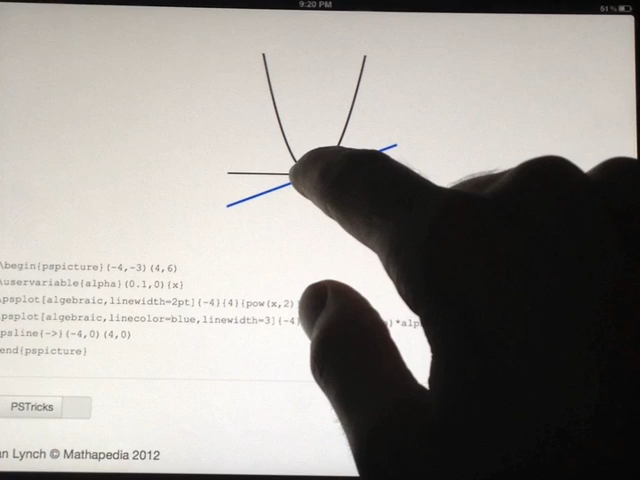 9:20 PM
51%
\begin{pspicture}(-4,-3)(4,6)
\uservariable{alpha}(0.1,0){x}
\psplot[algebraic,linewidth=2pt]{-4}{4}{pow(x,2)
\psplot[algebraic,linecolor=blue,linewidth=3]{-4} )*alp
psline{->}(-4,0)(4,0)
end{pspicture}
PSTricks
Lynch © Mathapedia 2012